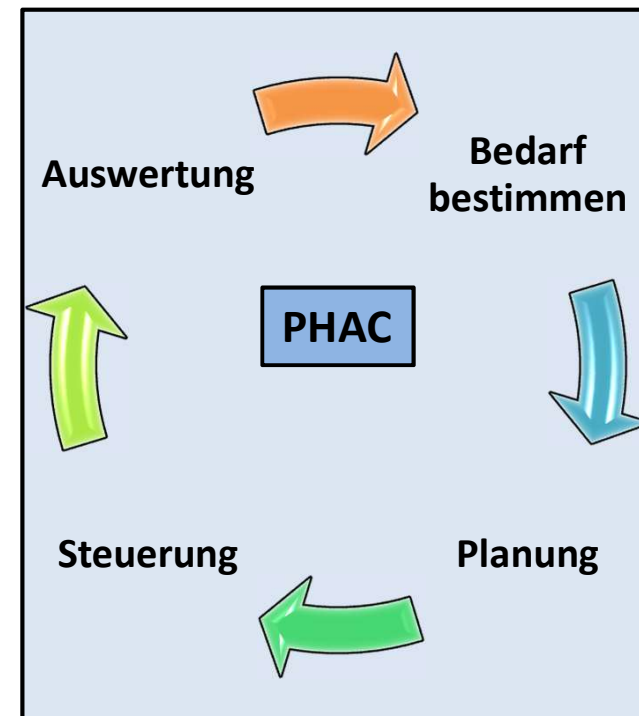 Auswertung
Bedarf
bestimmen
PHAC
Steuerung
Planung